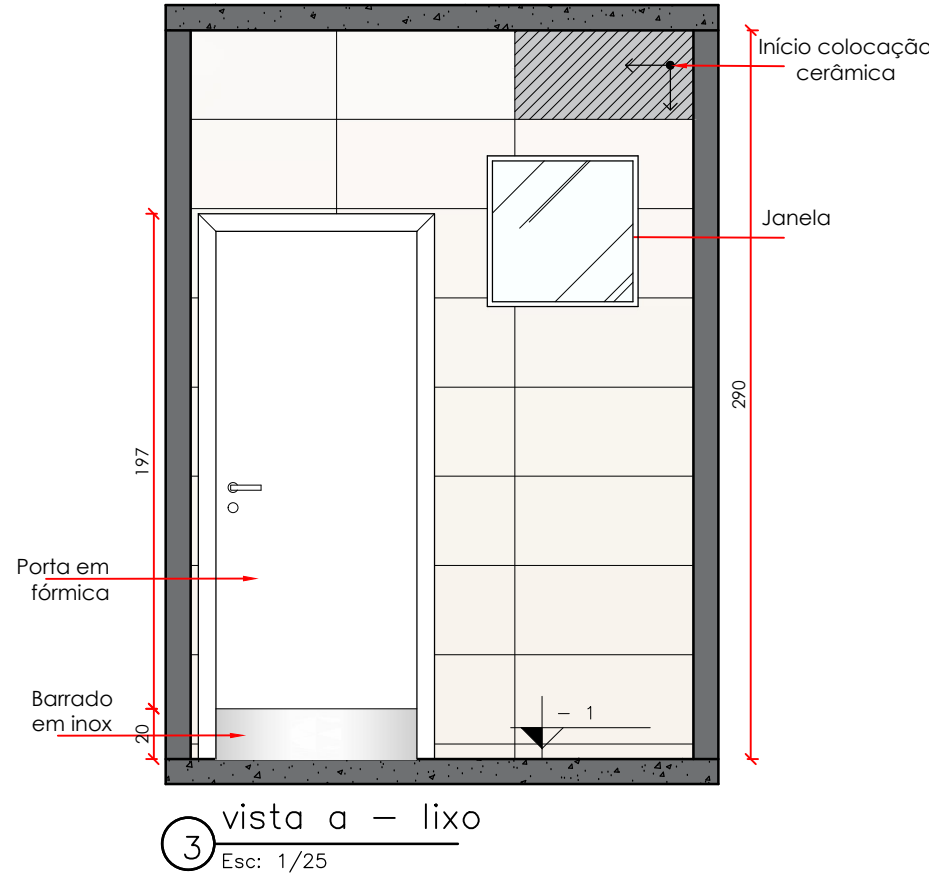 Início colocação
cerâmica
Janela
290
197
Porta em
fórmica
Barrado
em inox
20
- 1
3
vista a - lixo
Esc: 1/25